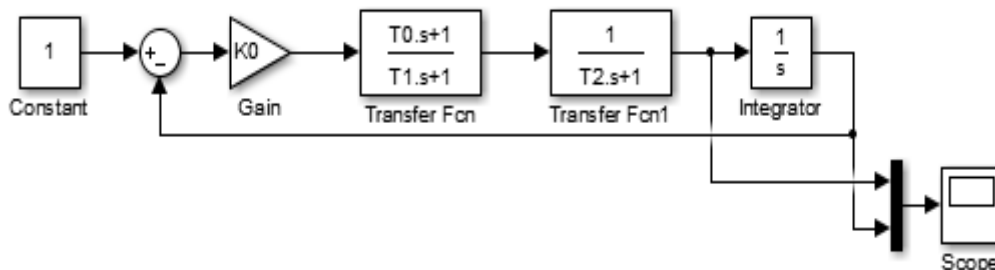 1
Constant
+
−
K0
Gain
T0.s+1
T1.s+1
Transfer Fcn
1
T2.s+1
Transfer Fcn1
1
s
Integrator
Scope